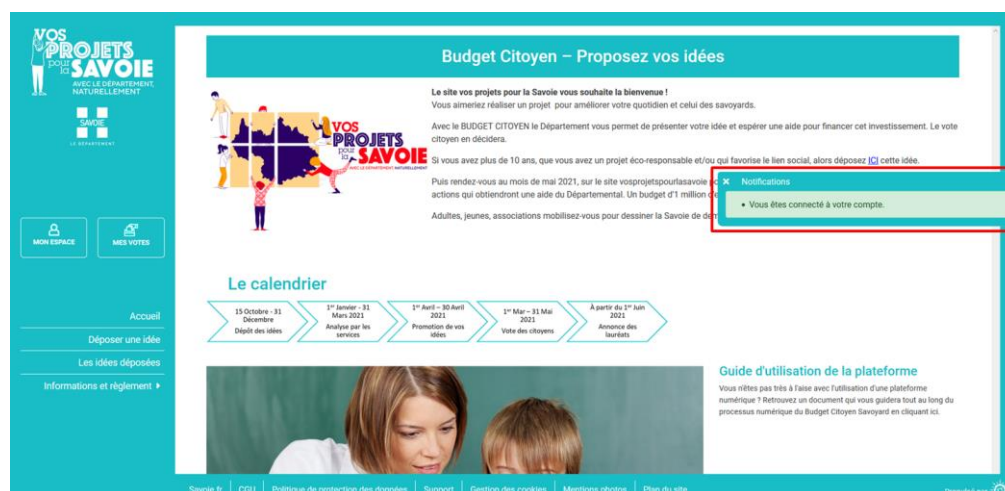 VOS
PROJETS
pour
la SAVOIE
AVEC LE DÉPARTEMENT,
NATURELLEMENT
SAVOIE
LE DÉPARTEMENT
MON ESPACE
MES VOTES
Accueil
Déposer une idée
Les idées déposées
Informations et règlement
Budget Citoyen – Proposez vos idées
VOS
PROJETS
pour
la SAVOIE
AVEC LE DÉPARTEMENT, NATURELLEMENT
Le site vos projets pour la Savoie vous souhaite la bienvenue !
Vous aimeriez réaliser un projet pour améliorer votre quotidien et celui des savoyards.
Avec le BUDGET CITOYEN le Département vous permet de présenter votre idée et espérer une aide pour financer cet investissement. Le vote
citoyen en décidera.
Si vous avez plus de 10 ans, que vous avez un projet éco-responsable et/ou qui favorise le lien social, alors déposez ICI cette idée.
Puis rendez-vous au mois de mai 2021, sur le site vosprojetspourlasavoie
actions qui obtiendront une aide du Départemental. Un budget d'1 million
Adultes, jeunes, associations mobilisez-vous pour dessiner la Savoie de
Notifications
• Vous êtes connecté à votre compte.
Le calendrier
15 Octobre - 31
Décembre
Dépôt des idées
1er Janvier - 31
Mars 2021
Analyse par les
services
1er Avril – 30 Avril
2021
Promotion de vos
idées
1er Mar – 31 Mai
2021
Vote des citoyens
À partir du 1er Juin
2021
Annonce des
lauréats
Guide d'utilisation de la plateforme
Vous n'êtes pas très à l'aise avec l'utilisation d'une plateforme
numérique ? Retrouvez un document qui vous guidera tout au long du
processus numérique du Budget Citoyen Savoyard en cliquant ici.
Savoie.fr | CGU | Politique de protection des données | Support | Gestion des cookies | Mentions photos | Plan du site